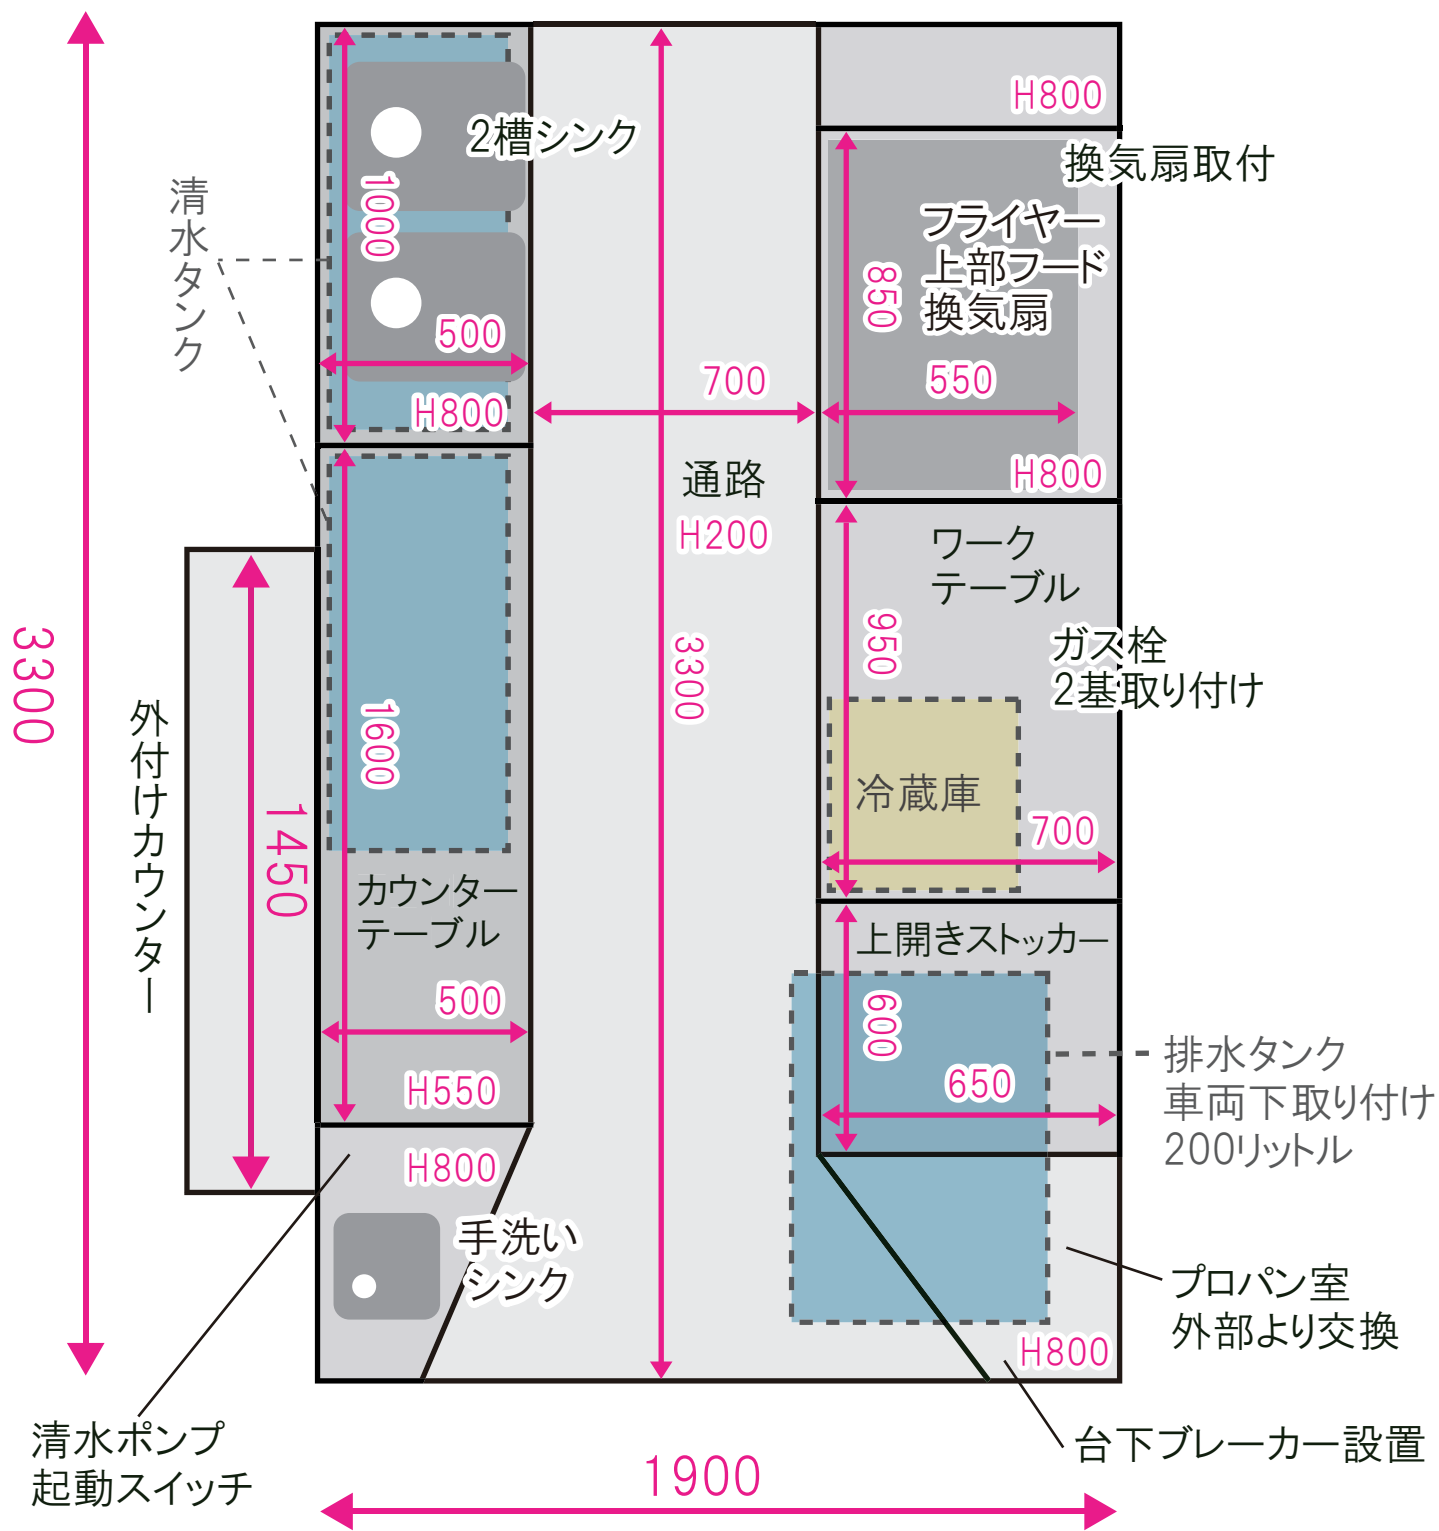 H800
2槽シンク
換気扇取付
清水タンク
1000
フライヤー
上部フード
換気扇
850
500
700
550
H800
H800
通路
H200
ワーク
テーブル
3300
3300
950
ガス栓
2基取り付け
外付けカウンター
1600
冷蔵庫
700
1450
カウンター
テーブル
上開きストッカー
500
600
排水タンク
車両下取り付け
200リットル
650
H550
H800
手洗い
シンク
プロパン室
外部より交換
H800
清水ポンプ
起動スイッチ
台下ブレーカー設置
1900